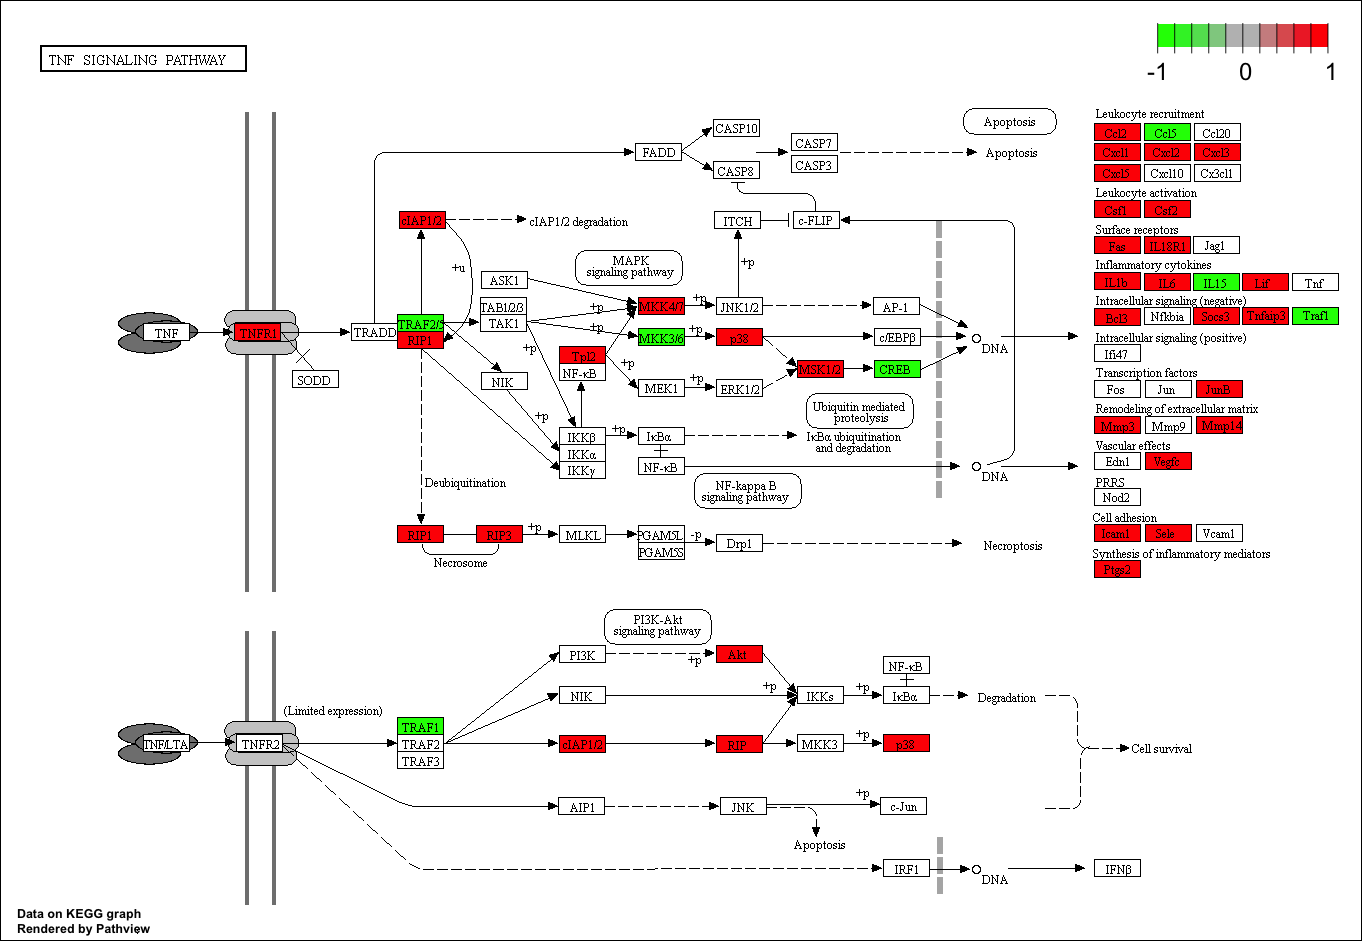 TNF SIGNALING PATHWAY
-1 0 1
Leukocyte recruitment
Ccl2 Ccl5 Ccl20
Cxcl1 Cxcl2 Cxcl3
Cxcl5 Cxcl10 Cx3cl1
Leukocyte activation
Csf1 Csf2
Surface receptors
Fas IL18R1 Jag1
Inflammatory cytokines
IL1b IL6 IL15 Lif Tnf
Intracellular signaling (negative)
Bcl3 Nfkbia Socs3 Tnfaip3 Traf1
Intracellular signaling (positive)
Ifi47
Transcription factors
Fos Jun JunB
Remodeling of extracellular matrix
Mmp3 Mmp9 Mmp14
Vascular effects
Edn1 Vegfc
PRRS
Nod2
Cell adhesion
Icam1 Sele Vcam1
Synthesis of inflammatory mediators
Ptgs2
Apoptosis
CASP10
FADD
CASP7
CASP3
Apoptosis
CASP8
cIAP1/2
cIAP1/2 degradation
ITCH
c-FLIP
+u
+p
MAPK
signaling pathway
ASK1
TAB1/2/3
TAK1
+p
MKK4/7
+p
JNK1/2
AP-1
TNF
TNFR1
TRADD
TRAF2/5
RIP1
SODD
+p
MKK3/6
+p
p38
c/EBPβ
DNA
+p
Tpl2
NF-κB
+p
MSK1/2
CREB
NIK
MEK1
+p
ERK1/2
+p
Ubiquitin mediated
proteolysis
IKKβ
IKKα
IKKγ
+p
IκBα
IκBα ubiquitination
and degradation
NF-κB
DNA
NF-kappa B
signaling pathway
Deubiquitination
RIP1
RIP3
+p
MLKL
PGAM5L
PGAM5S
-p
Drp1
Necroptosis
Necrosome
PI3K-Akt
signaling pathway
PI3K
+p
Akt
NF-κB
NIK
+p
IKKs
+p
IκBα
Degradation
(Limited expression)
TNF/LTA
TNFR2
TRAF1
TRAF2
TRAF3
cIAP1/2
RIP
MKK3
+p
p38
Cell survival
AIP1
JNK
+p
c-Jun
Apoptosis
IRF1
DNA
IFNβ
Data on KEGG graph
Rendered by Pathview